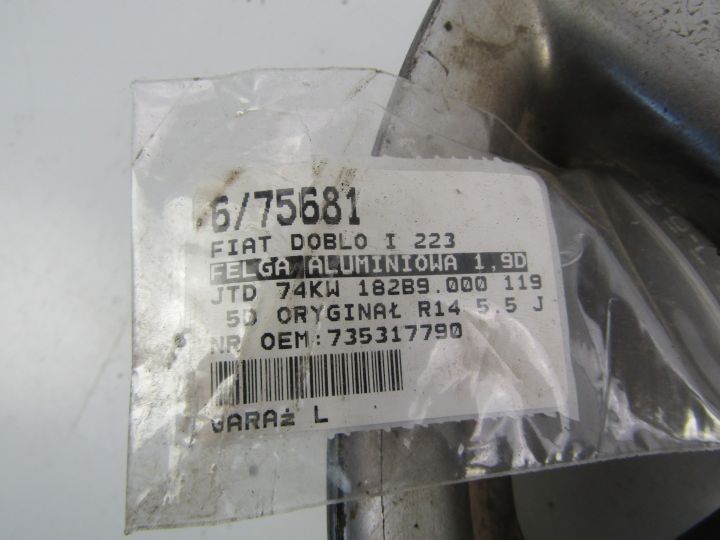 6/75681
FIAT DOBLO I 223
FELGA ALUMINIOWA 1,9D
JTD 74KW 182B9.000 119
5D ORYGINAŁ R14 5.5 J
NR OEM:735317790
GARAż L